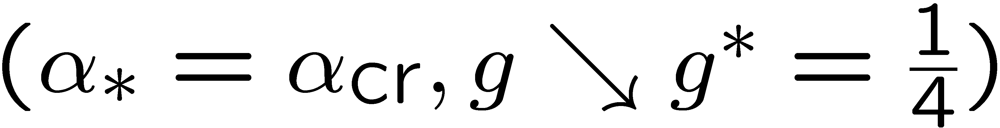 (α∗ = αcr, g ↘ g* = 1/4)